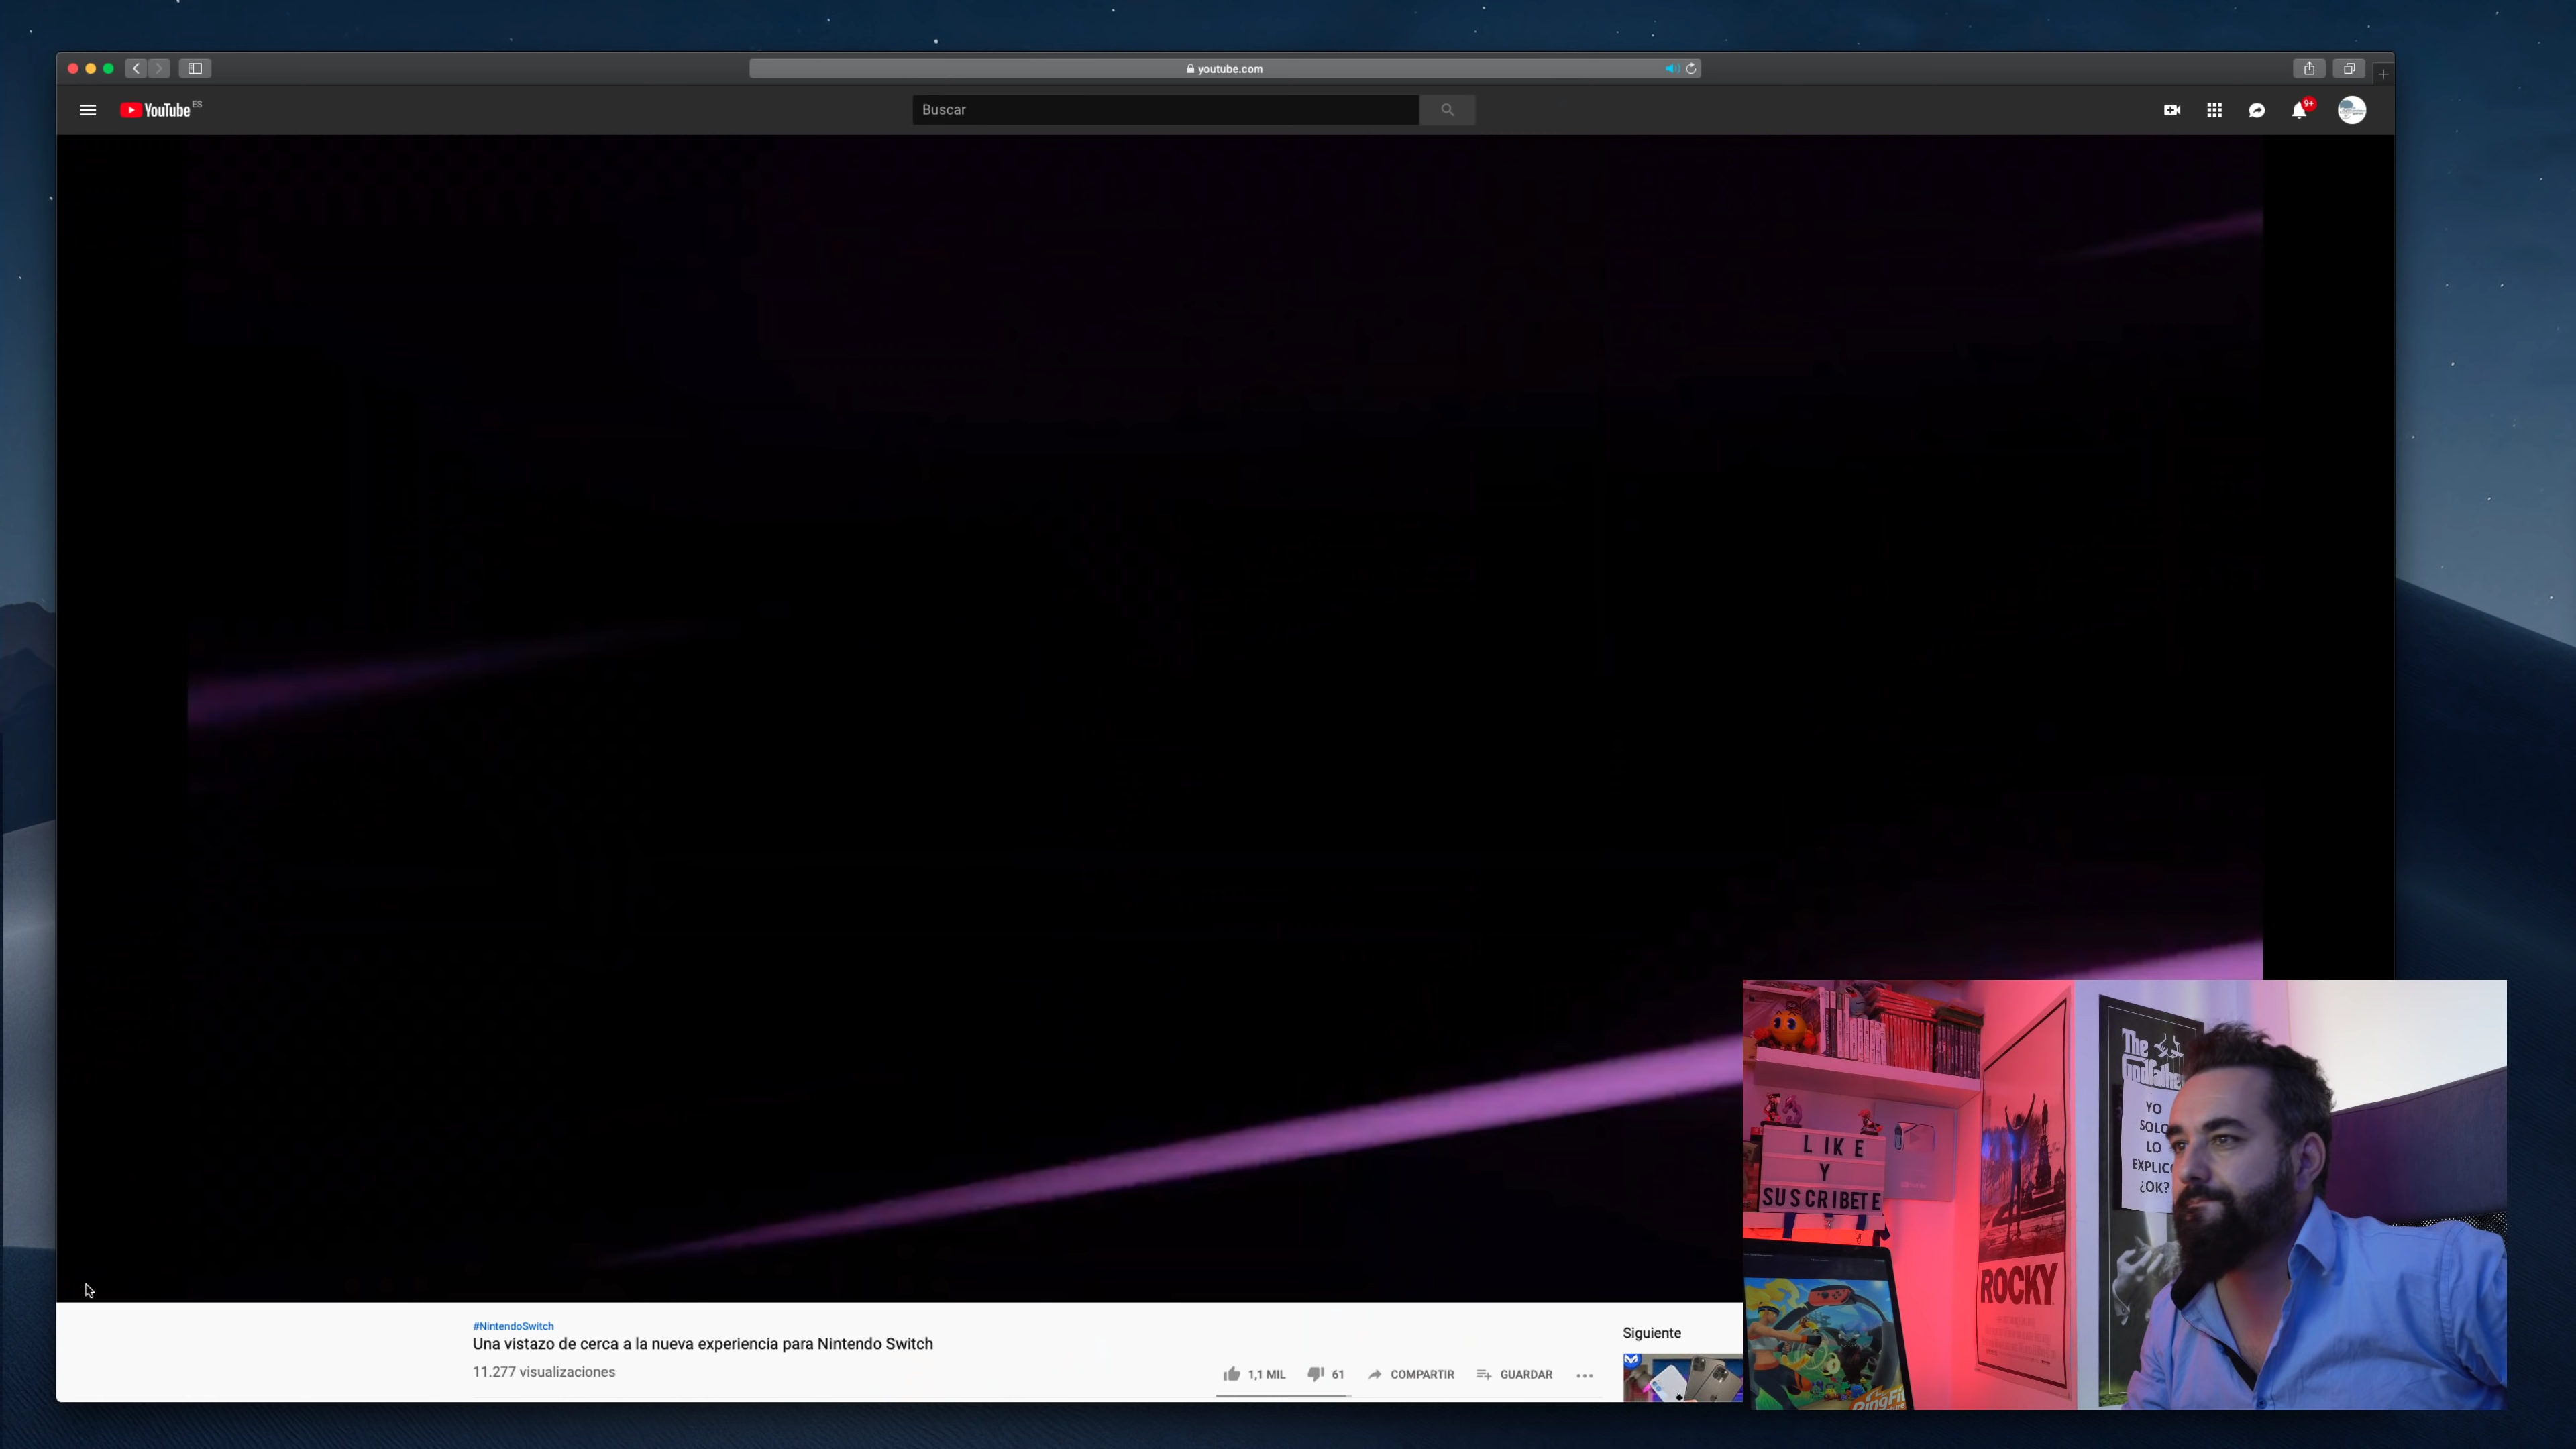 youtube.com
YouTube ES
Buscar
9+
#NintendoSwitch
Una vistazo de cerca a la nueva experiencia para Nintendo Switch
11.277 visualizaciones
1,1 MIL
61
COMPARTIR
GUARDAR
Siguiente
LIKE
Y
SUSCRIBETE
ROCKY
The
YO
SOLO
LO
¿OK?